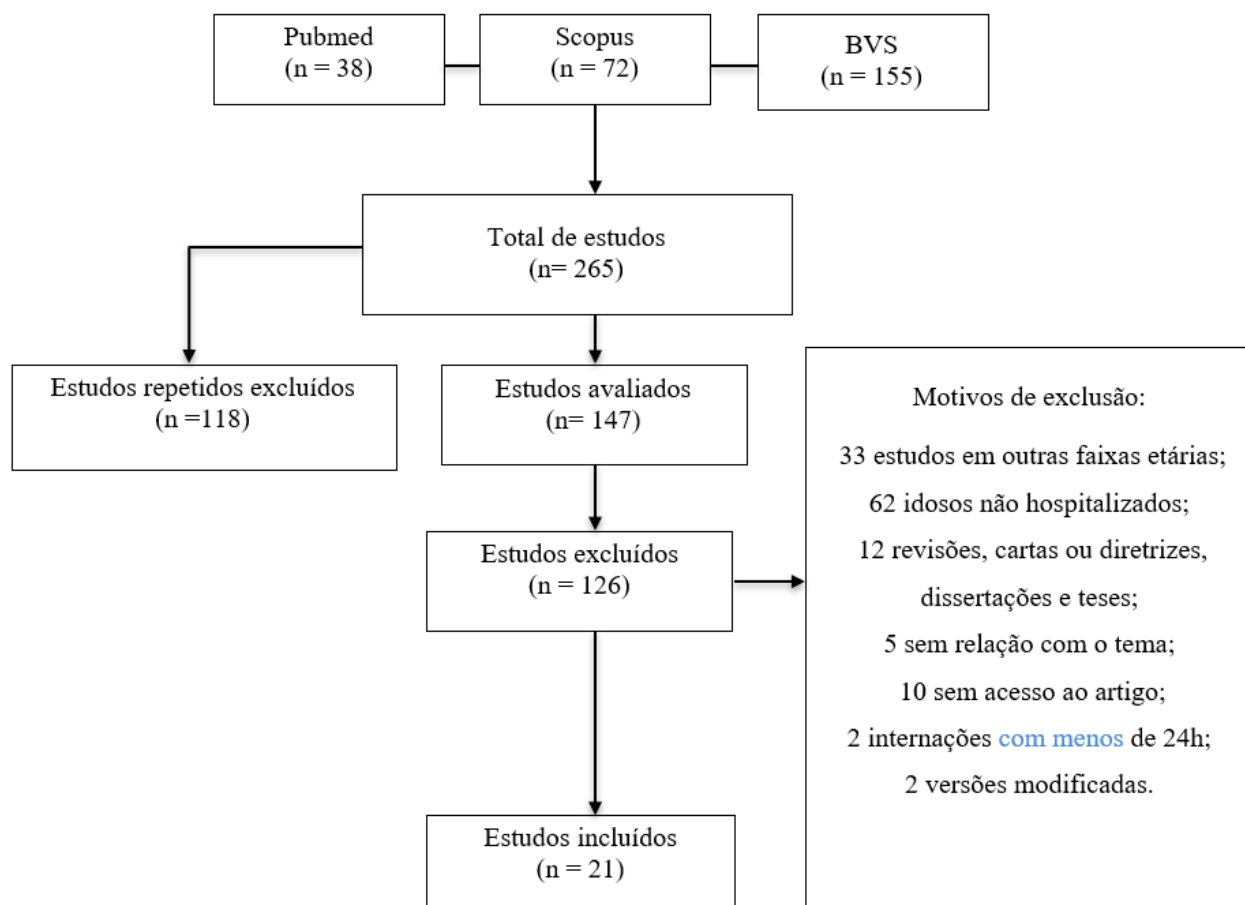 Pubmed
(n = 38)
Scopus
(n = 72)
BVS
(n = 155)
Total de estudos
(n= 265)
Estudos repetidos excluídos
(n =118)
Estudos avaliados
(n= 147)
Estudos excluídos
(n = 126)
Motivos de exclusão:
33 estudos em outras faixas etárias;
62 idosos não hospitalizados;
12 revisões, cartas ou diretrizes,
dissertações e teses;
5 sem relação com o tema;
10 sem acesso ao artigo;
2 internações com menos de 24h;
2 versões modificadas.
Estudos incluídos
(n = 21)